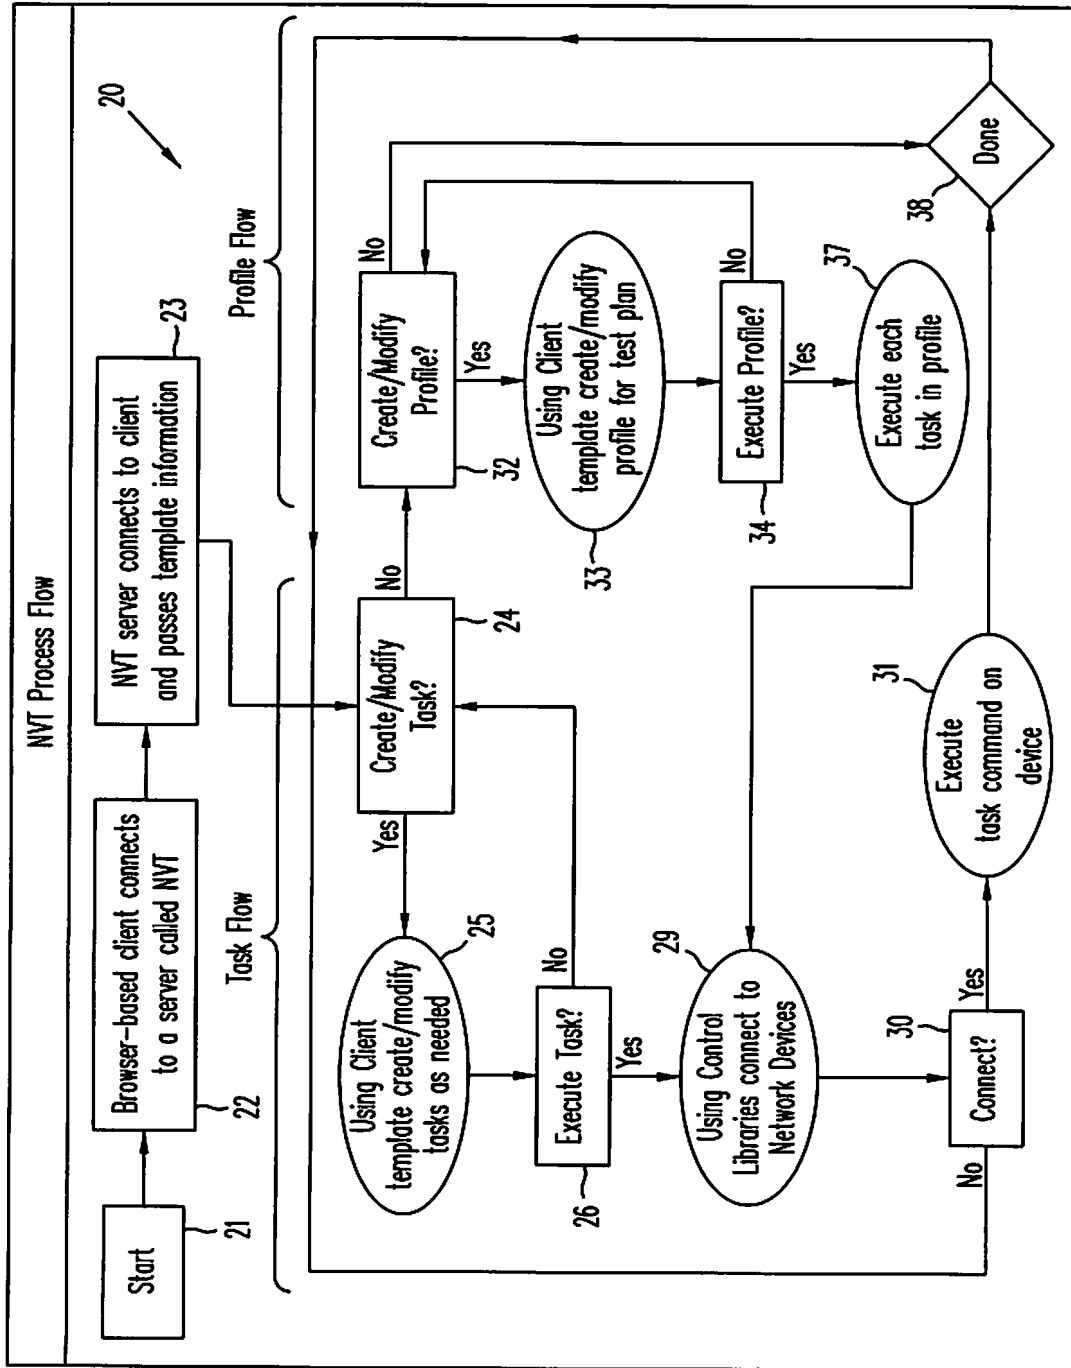 NVT Process Flow
20
Start
21
Browser-based client connects
to a server called NVT
22
NVT server connects to client
and passes template information
23
Task Flow
Profile Flow
Create/Modify
Task?
24
Yes
No
Create/Modify
Profile?
32
No
Yes
Using Client
template create/modify
tasks as needed
25
Using Client
template create/modify
profile for test plan
33
Execute Task?
26
No
Yes
Execute Profile?
34
No
Yes
Using Control
Libraries connect to
Network Devices
29
Execute each
task in profile
37
Connect?
30
No
Yes
Execute
task command on
device
31
Done
38